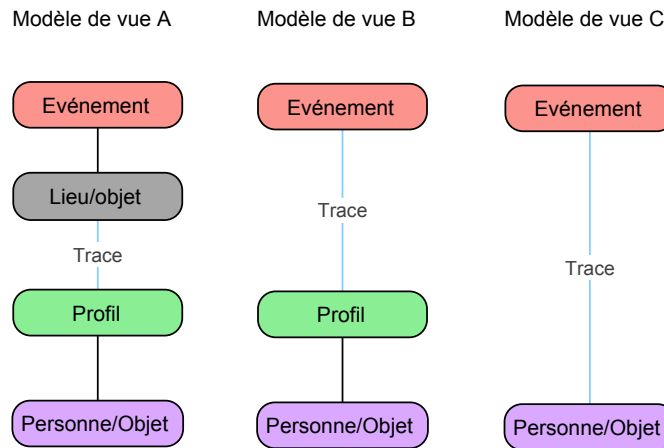 Modèle de vue A
Modèle de vue B
Modèle de vue C
Evénement
Evénement
Evénement
Lieu/objet
Trace
Trace
Trace
Profil
Profil
Personne/Objet
Personne/Objet
Personne/Objet